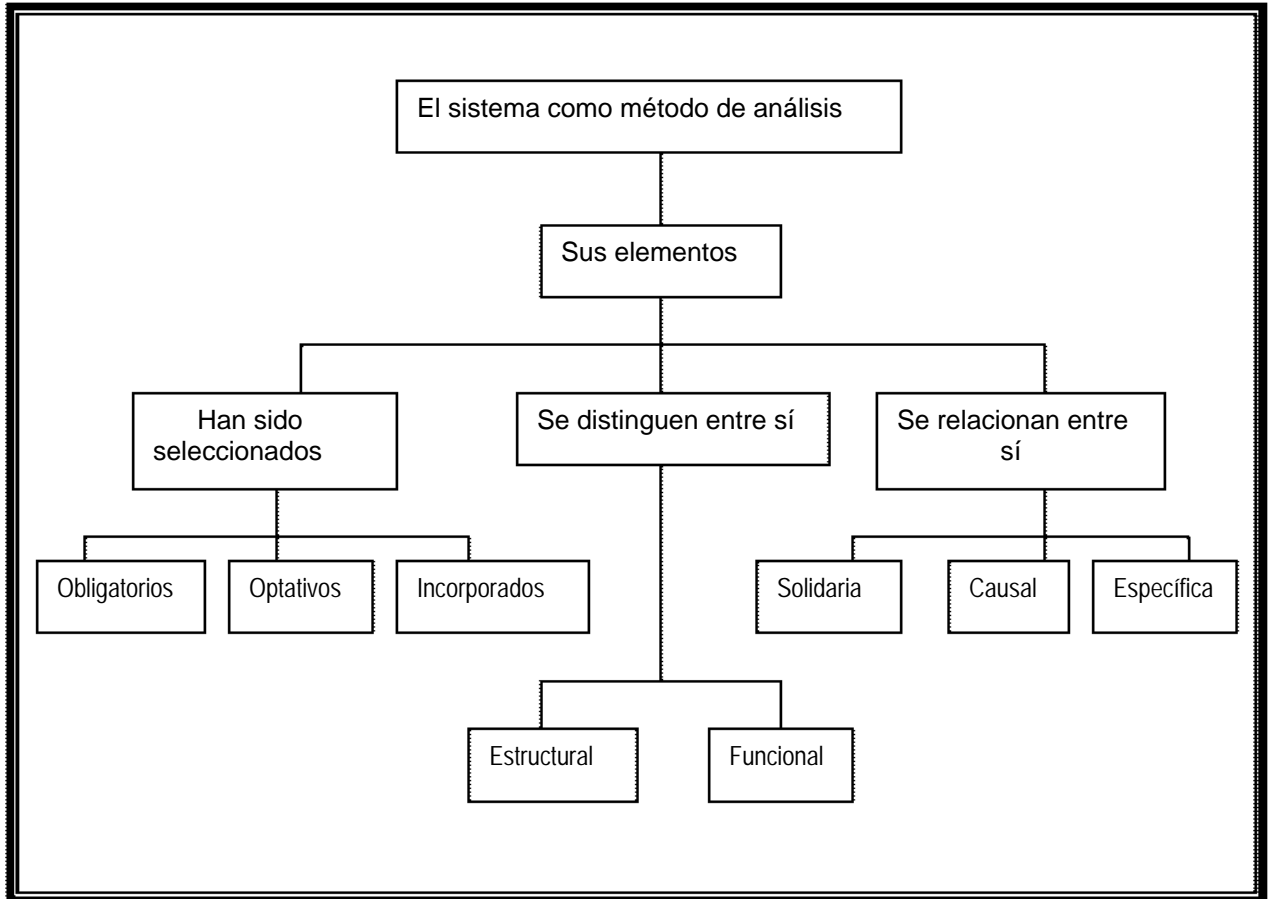 El sistema como método de análisis
Sus elementos
Han sido
seleccionados
Se distinguen entre sí
Se relacionan entre
sí
Obligatorios
Optativos
Incorporados
Solidaria
Causal
Específica
Estructural
Funcional